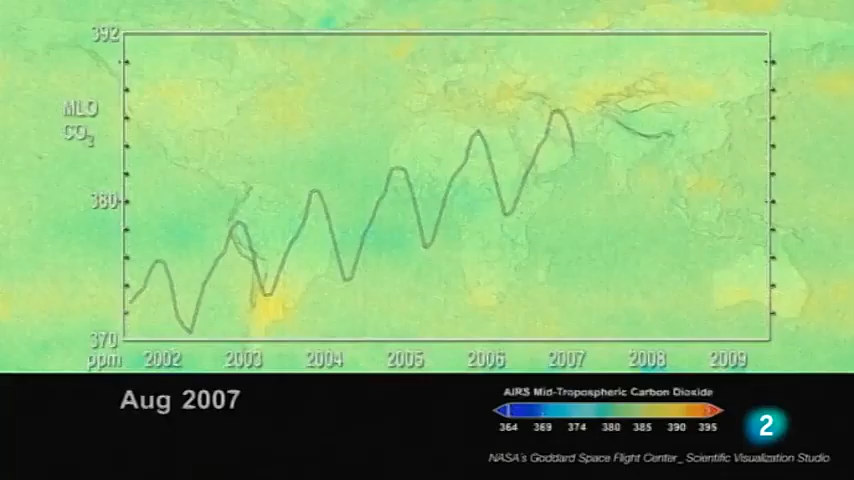 392
MLO
CO₂
380
370
ppm 2002 2003 2004 2005 2006 2007 2008 2009
Aug 2007
AIRS Mid-Tropospheric Carbon Dioxide
364 369 374 380 385 390 395
2
NASA's Goddard Space Flight Center_ Scientific Visualization Studio